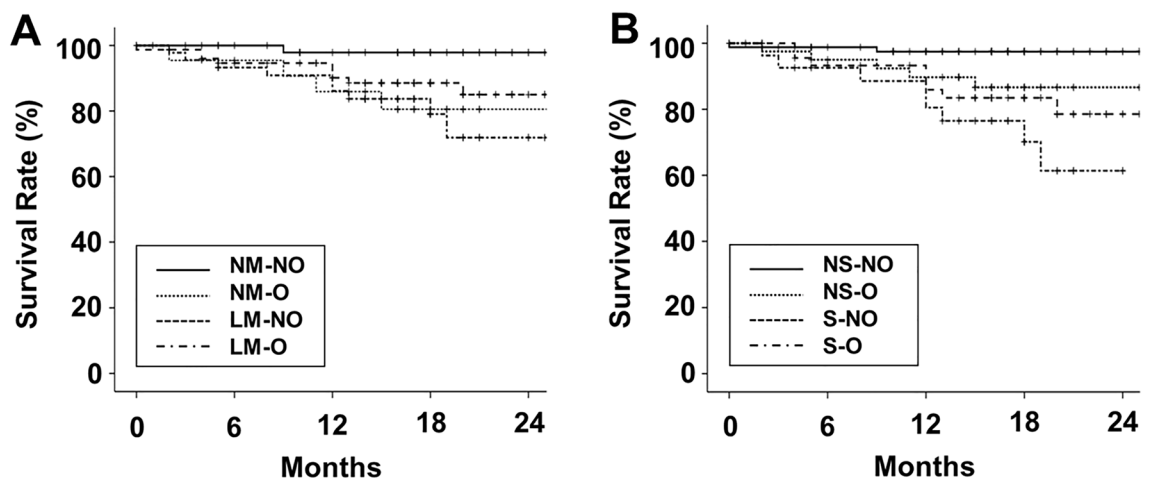 A
Survival Rate (%)
100
80
60
40
20
0
NM-NO
NM-O
LM-NO
LM-O
0 6 12 18 24
Months
B
Survival Rate (%)
100
80
60
40
20
0
NS-NO
NS-O
S-NO
S-O
0 6 12 18 24
Months